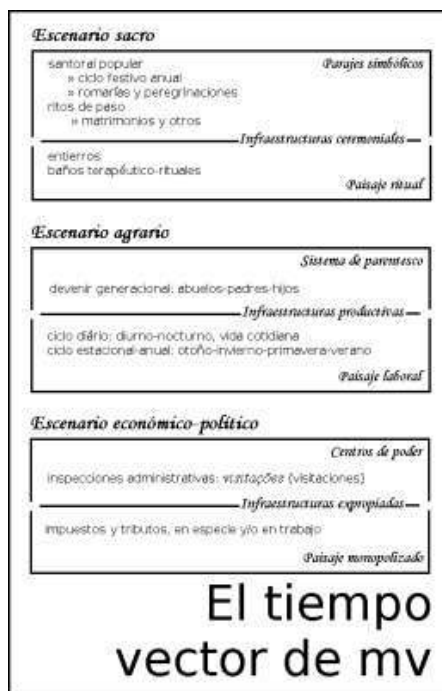 Escenario sacro
santoral popular
Parajes simbólicos
» ciclo festivo anual
» romarías y peregrinaciones
ritos de paso
» matrimonios y otros
Infraestructuras ceremoniales
entierros
baños terapéutico-rituales
Paisaje ritual
Escenario agrario
Sistema de parentesco
devenir generacional: abuelos-padres-hijos
Infraestructuras productivas
ciclo diário: diurno-nocturno, vida cotidiana
ciclo estacional-anual: otoño-invierno-primavera-verano
Paisaje laboral
Escenario económico-político
Centros de poder
inspecciones administrativas: visitações (visitaciones)
Infraestructuras expropiadas
impuestos y tributos, en especie y/o en trabajo
Paisaje monopolizado
El tiempo
vector de mv